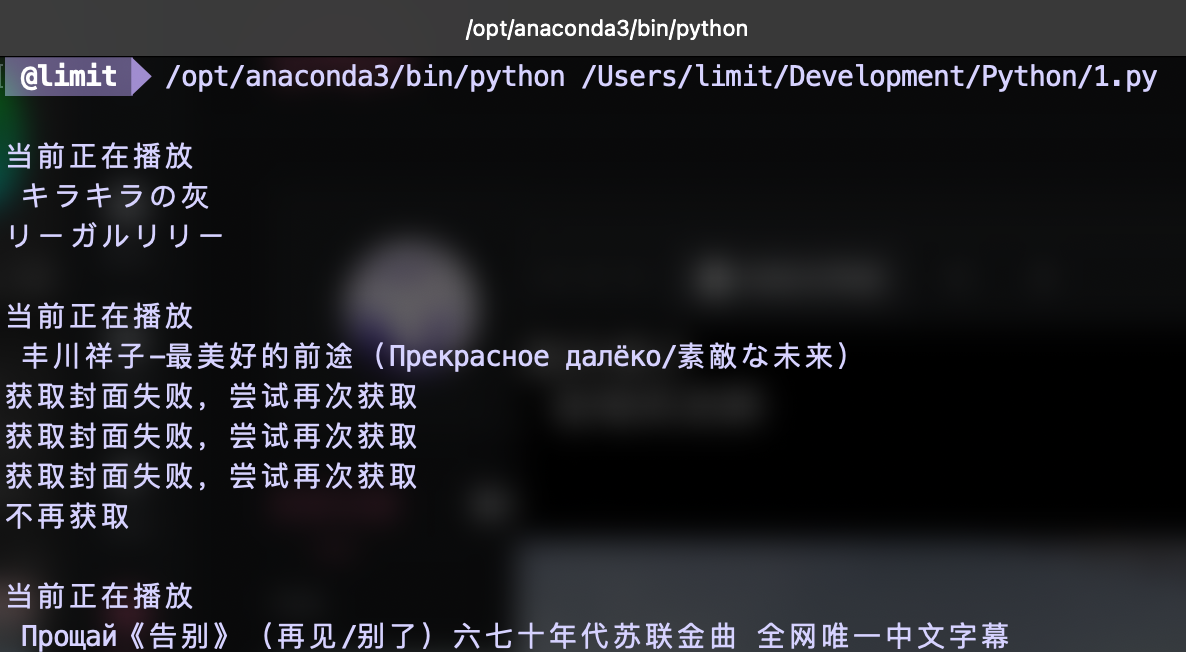 /opt/anaconda3/bin/python
@limit /opt/anaconda3/bin/python /Users/limit/Development/Python/1.py
当前正在播放
キラキラの灰
リーガルリリー
当前正在播放
丰川祥子—最美好的前途（Прекрасное далёко/素敵な未来）
获取封面失败，尝试再次获取
获取封面失败，尝试再次获取
获取封面失败，尝试再次获取
不再获取
当前正在播放
Прощай《告别》（再见/别了）六七十年代苏联金曲 全网唯一中文字幕